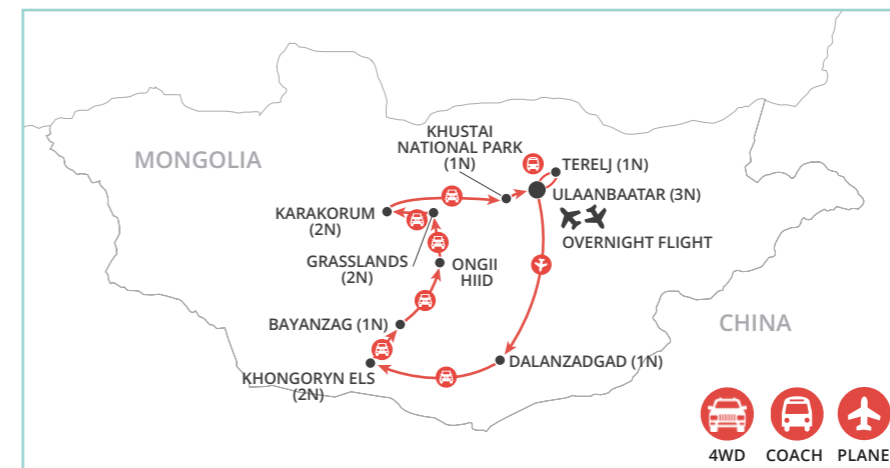 MONGOLIA
KHUSTAI
NATIONAL PARK
(1N)
TERELJ (1N)
ULAANBAATAR (3N)
OVERNIGHT FLIGHT
KARAKORUM
(2N)
GRASSLANDS
(2N)
ONGII
HIID
BAYANZAG (1N)
KHONGORYN ELS
(2N)
DALANZADGAD (1N)
CHINA
4WD
COACH
PLANE